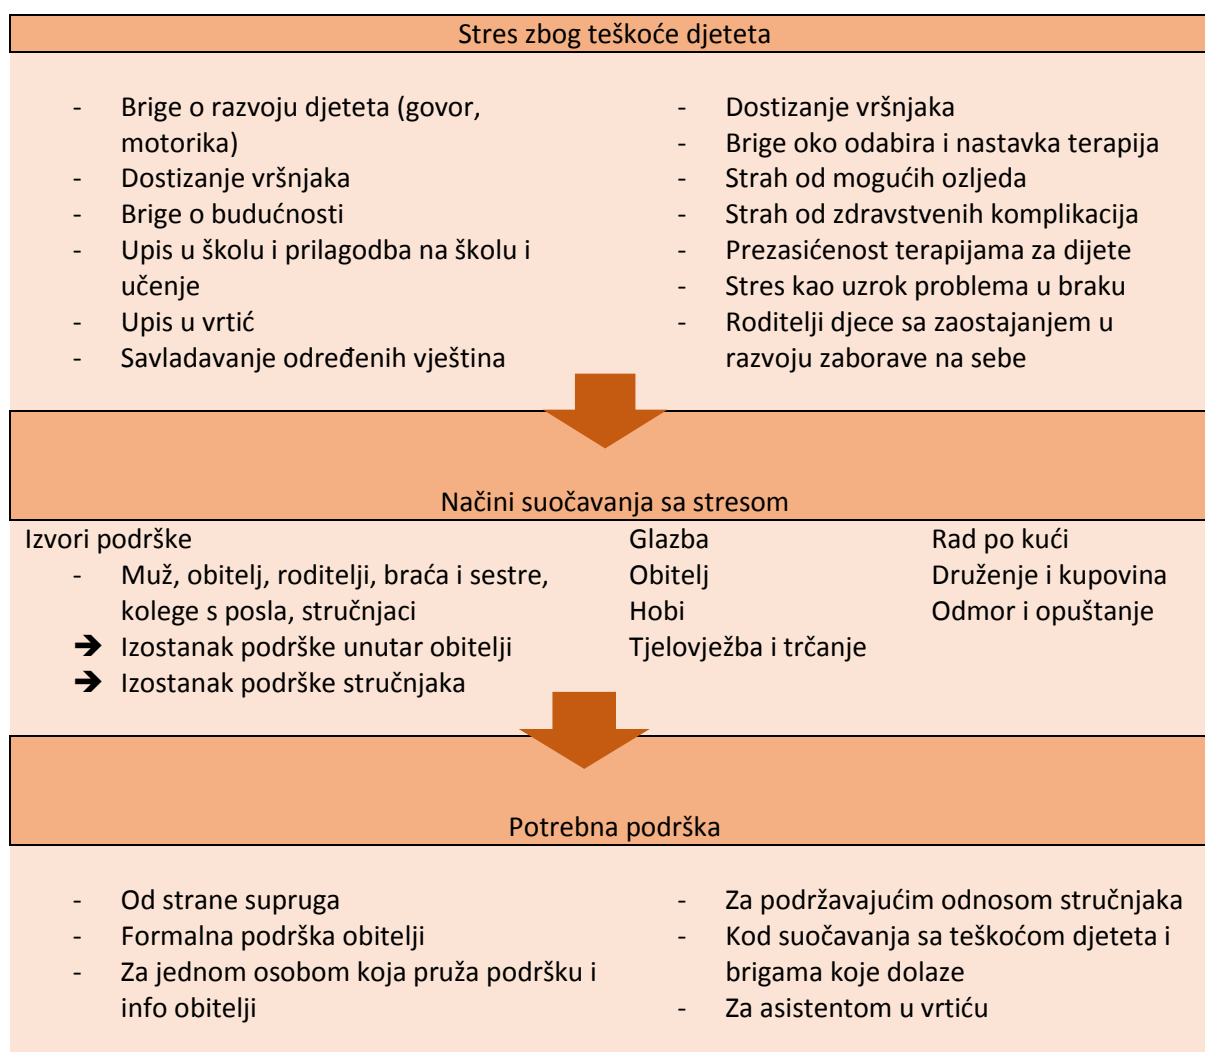 Stres zbog teškoće djeteta
- Brige o razvoju djeteta (govor,
motorika)
- Dostizanje vršnjaka
- Brige o budućnosti
- Upis u školu i prilagodba na školu i
učenje
- Upis u vrtić
- Savladavanje određenih vještina
- Dostizanje vršnjaka
- Brige oko odabira i nastavka terapija
- Strah od mogućih ozljeda
- Strah od zdravstvenih komplikacija
- Prezasićenost terapijama za dijete
- Stres kao uzrok problema u braku
- Roditelji djece sa zaostajanjem u
razvoju zaborave na sebe
Načini suočavanja sa stresom
Izvori podrške
- Muž, obitelj, roditelji, braća i sestre,
kolege s posla, stručnjaci
➔ Izostanak podrške unutar obitelji
➔ Izostanak podrške stručnjaka
Glazba
Obitelj
Hobi
Tjelovježba i trčanje
Rad po kući
Druženje i kupovina
Odmor i opuštanje
Potrebna podrška
- Od strane supruga
- Formalna podrška obitelji
- Za jednom osobom koja pruža podršku i
info obitelji
- Za podržavajućim odnosom stručnjaka
- Kod suočavanja sa teškoćom djeteta i
brigama koje dolaze
- Za asistentom u vrtiću